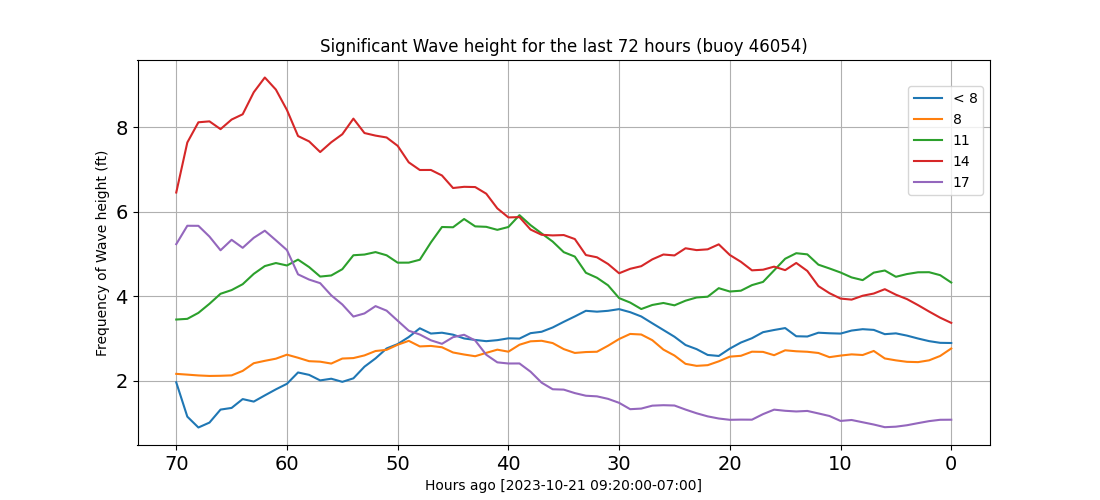 Significant Wave height for the last 72 hours (buoy 46054)
Frequency of Wave height (ft)
8
6
4
2
< 8
8
11
14
17
70 60 50 40 30 20 10 0
Hours ago [2023-10-21 09:20:00-07:00]